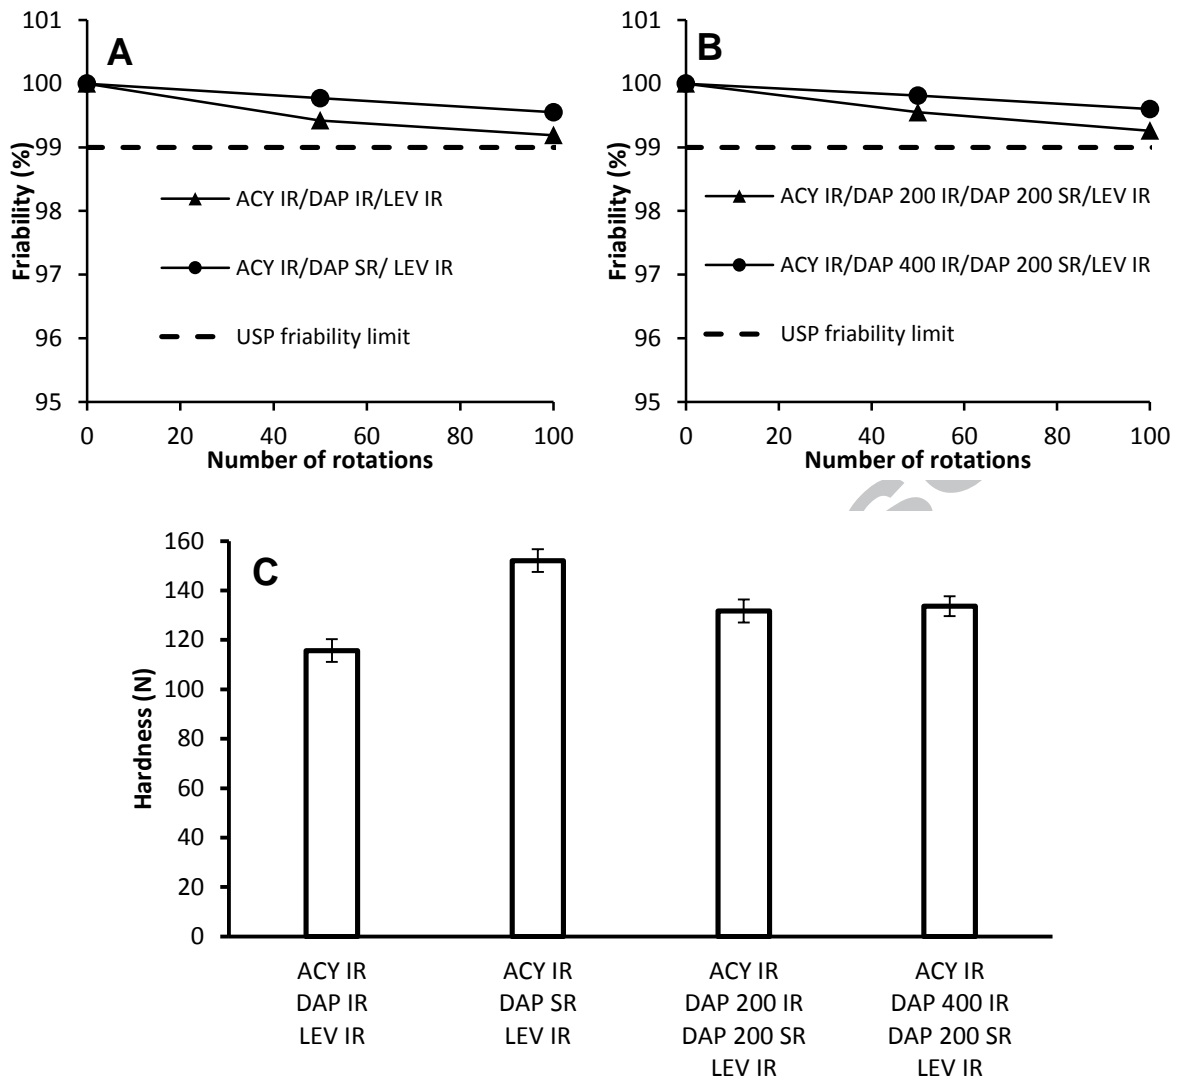 A
101
100
99
98
97
96
95
Friability (%)
ACY IR/DAP IR/LEV IR
ACY IR/DAP SR/ LEV IR
USP friability limit
0 20 40 60 80 100
Number of rotations
B
101
100
99
98
97
96
95
Friability (%)
ACY IR/DAP 200 IR/DAP 200 SR/LEV IR
ACY IR/DAP 400 IR/DAP 200 SR/LEV IR
USP friability limit
0 20 40 60 80 100
Number of rotations
C
160
140
120
100
80
60
40
20
0
Hardness (N)
ACY IR
DAP IR
LEV IR
ACY IR
DAP SR
LEV IR
ACY IR
DAP 200 IR
DAP 200 SR
LEV IR
ACY IR
DAP 400 IR
DAP 200 SR
LEV IR